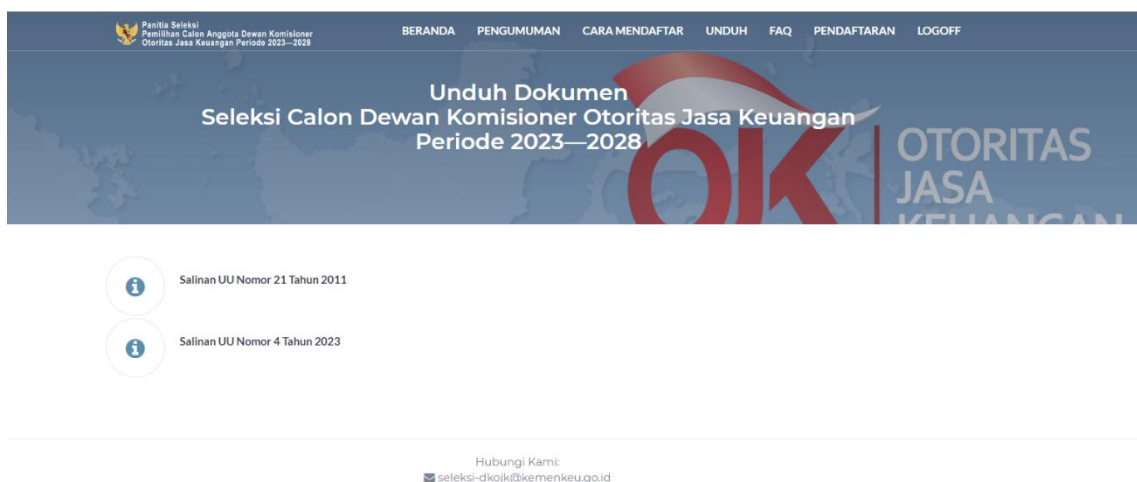 Panitia Seleksi
Pemilihan Calon Anggota Dewan Komisioner
Otoritas Jasa Keuangan Periode 2023—2028
BERANDA PENGUMUMAN CARA MENDAFTAR UNDUH FAQ PENDAFTARAN LOGOFF
Unduh Dokumen
Seleksi Calon Dewan Komisioner Otoritas Jasa Keuangan
Periode 2023—2028
OJK
OTORITAS
JASA
KEUANGAN
Salinan UU Nomor 21 Tahun 2011
Salinan UU Nomor 4 Tahun 2023
Hubungi Kami:
seleksi-dkojk@kemenkeu.go.id